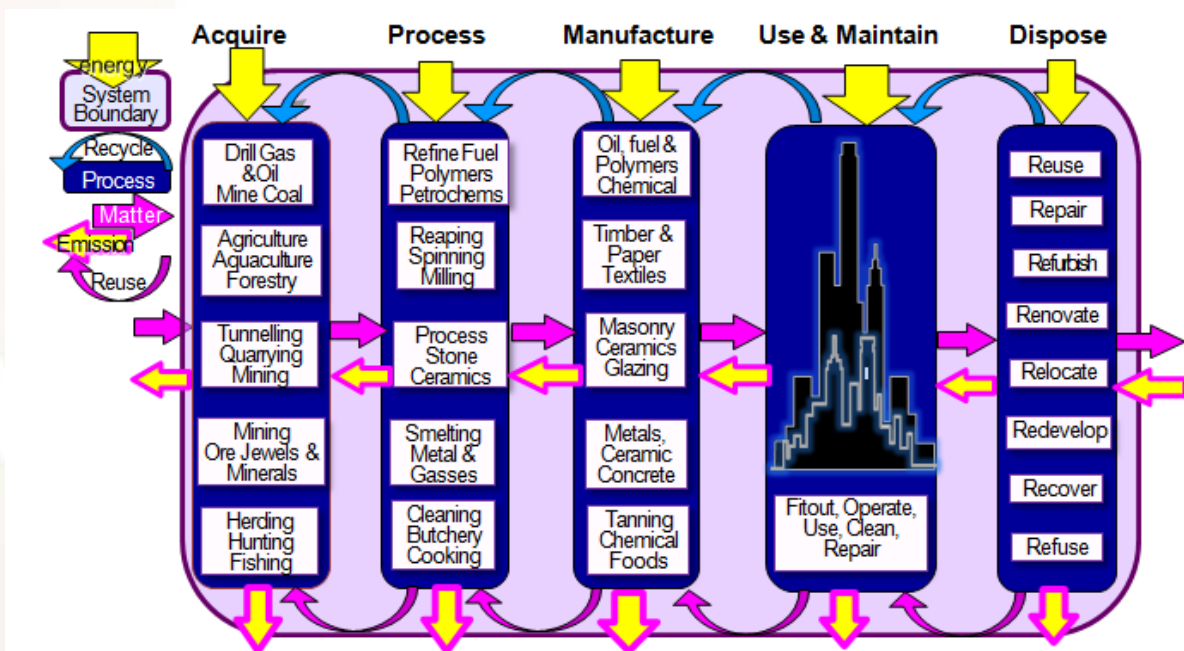 Acquire
Process
Manufacture
Use & Maintain
Dispose
energy
System
Boundary
Recycle
Process
Matter
Emission
Reuse
Drill Gas
&Oil
Mine Coal
Agriculture
Aquaculture
Forestry
Tunnelling
Quarrying
Mining
Mining
Ore Jewels &
Minerals
Herding
Hunting
Fishing
Refine Fuel
Polymers
Petrochems
Reaping
Spinning
Milling
Process
Stone
Ceramics
Smelting
Metal &
Gasses
Cleaning
Butchery
Cooking
Oil, fuel &
Polymers
Chemical
Timber &
Paper
Textiles
Masonry
Ceramics
Glazing
Metals,
Ceramic
Concrete
Tanning
Chemical
Foods
Fitout, Operate,
Use, Clean,
Repair
Reuse
Repair
Refurbish
Renovate
Relocate
Redevelop
Recover
Refuse